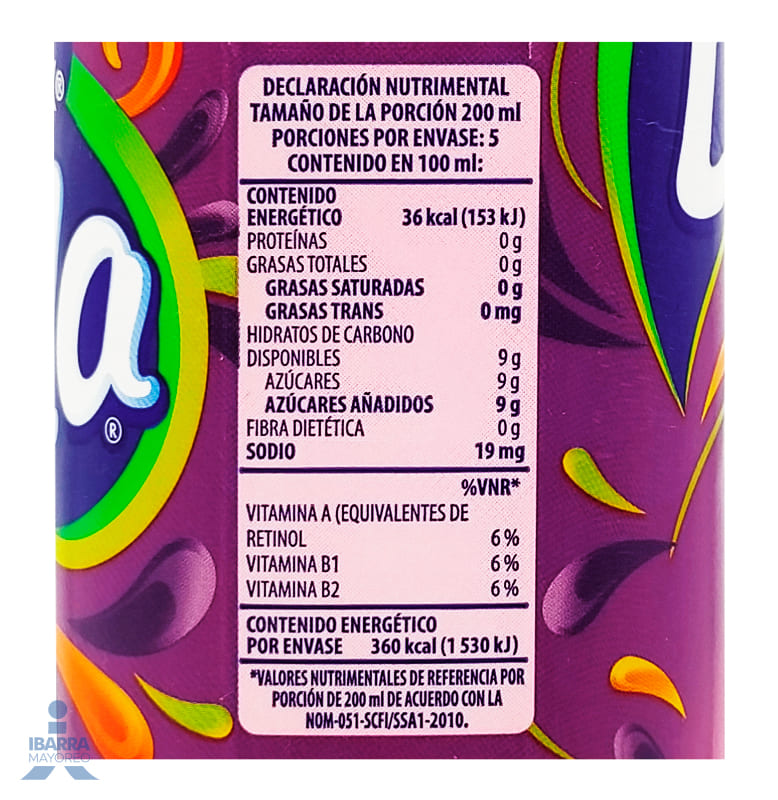 DECLARACIÓN NUTRIMENTAL
TAMAÑO DE LA PORCIÓN 200 ml
PORCIONES POR ENVASE: 5
CONTENIDO EN 100 ml:
CONTENIDO
ENERGÉTICO 36 kcal (153 kJ)
PROTEÍNAS 0 g
GRASAS TOTALES 0 g
GRASAS SATURADAS 0 g
GRASAS TRANS 0 mg
HIDRATOS DE CARBONO
DISPONIBLES 9 g
AZÚCARES 9 g
AZÚCARES AÑADIDOS 9 g
FIBRA DIETÉTICA 0 g
SODIO 19 mg
%VNR*
VITAMINA A (EQUIVALENTES DE
RETINOL 6 %
VITAMINA B1 6 %
VITAMINA B2 6 %
CONTENIDO ENERGÉTICO
POR ENVASE 360 kcal (1 530 kJ)
*VALORES NUTRIMENTALES DE REFERENCIA POR
PORCIÓN DE 200 ml DE ACUERDO CON LA
NOM-051-SCFI/SSA1-2010.
a
®
®
IBARRA
MAYOREO